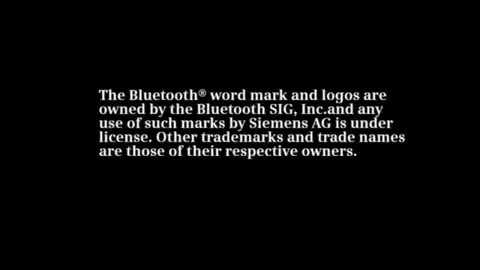 The Bluetooth® word mark and logos are
owned by the Bluetooth SIG, Inc.and any
use of such marks by Siemens AG is under
license. Other trademarks and trade names
are those of their respective owners.